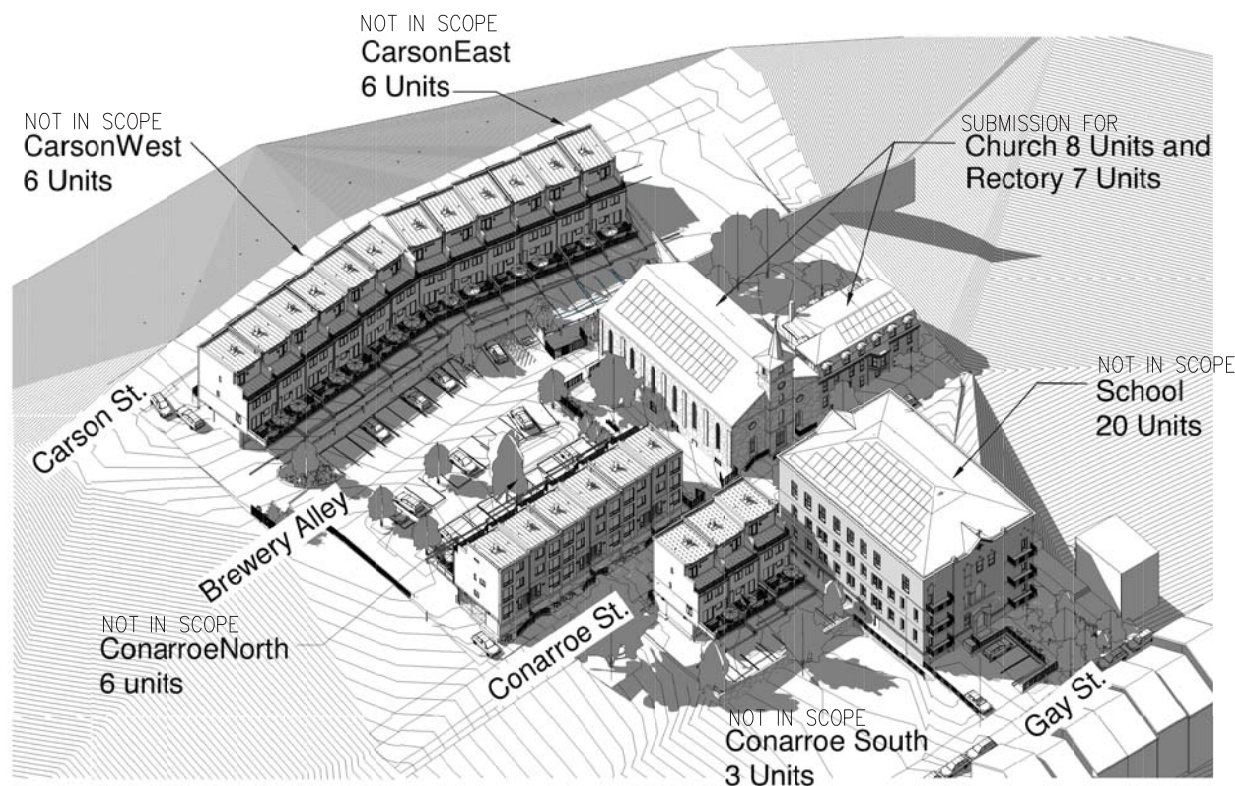 NOT IN SCOPE
CarsonEast
6 Units
NOT IN SCOPE
CarsonWest
6 Units
SUBMISSION FOR
Church 8 Units and
Rectory 7 Units
NOT IN SCOPE
School
20 Units
Carson St.
Brewery Alley
NOT IN SCOPE
ConarroeNorth
6 units
Conarroe St.
NOT IN SCOPE
Conarroe South
3 Units
Gay St.